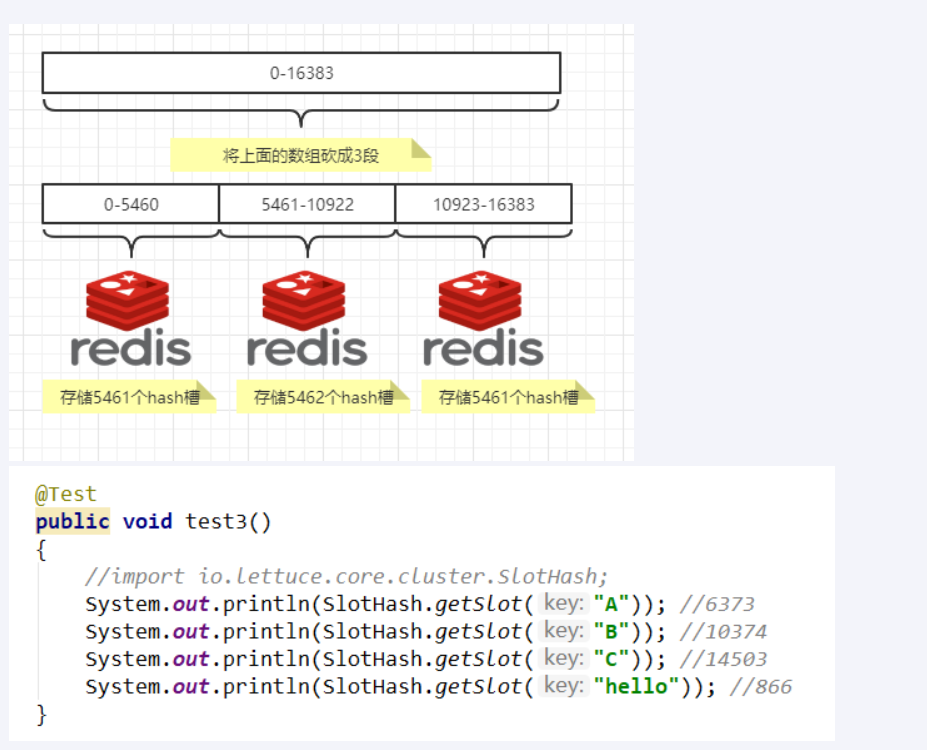 0-16383
将上面的数组砍成3段
0-5460 5461-10922 10923-16383
redis redis redis
存储5461个hash槽 存储5462个hash槽 存储5461个hash槽
@Test
public void test3()
{
//import io.lettuce.core.cluster.SlotHash;
System.out.println(SlotHash.getSlot( key: "A")); //6373
System.out.println(SlotHash.getSlot( key: "B")); //10374
System.out.println(SlotHash.getSlot( key: "C")); //14503
System.out.println(SlotHash.getSlot( key: "hello")); //866
}